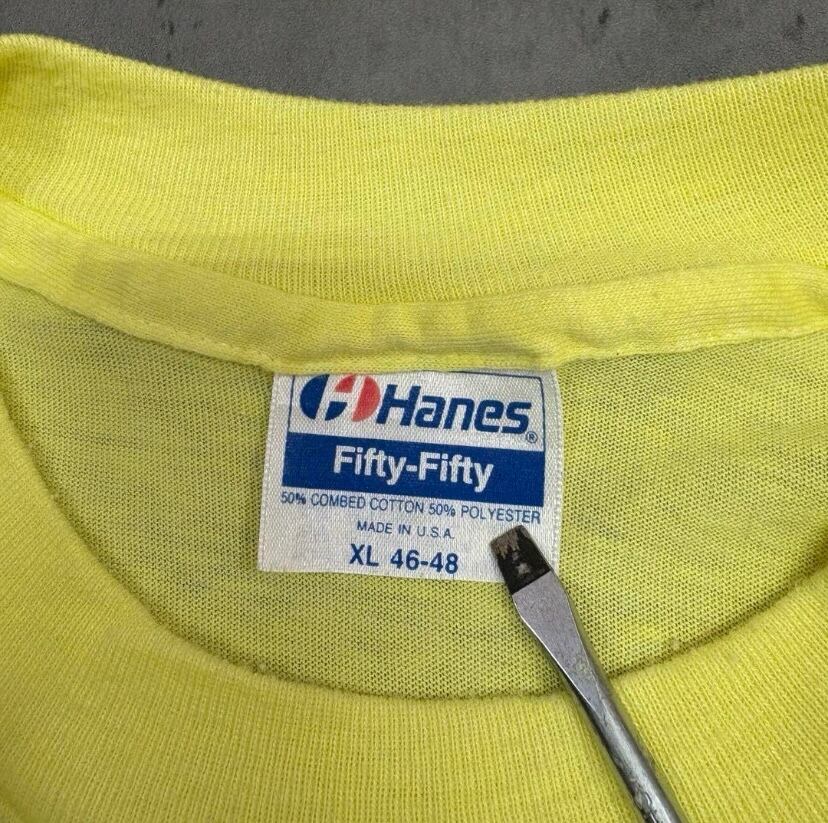 Hanes®
Fifty-Fifty
50% COMBED COTTON 50% POLYESTER
MADE IN U.S.A.
XL 46-48